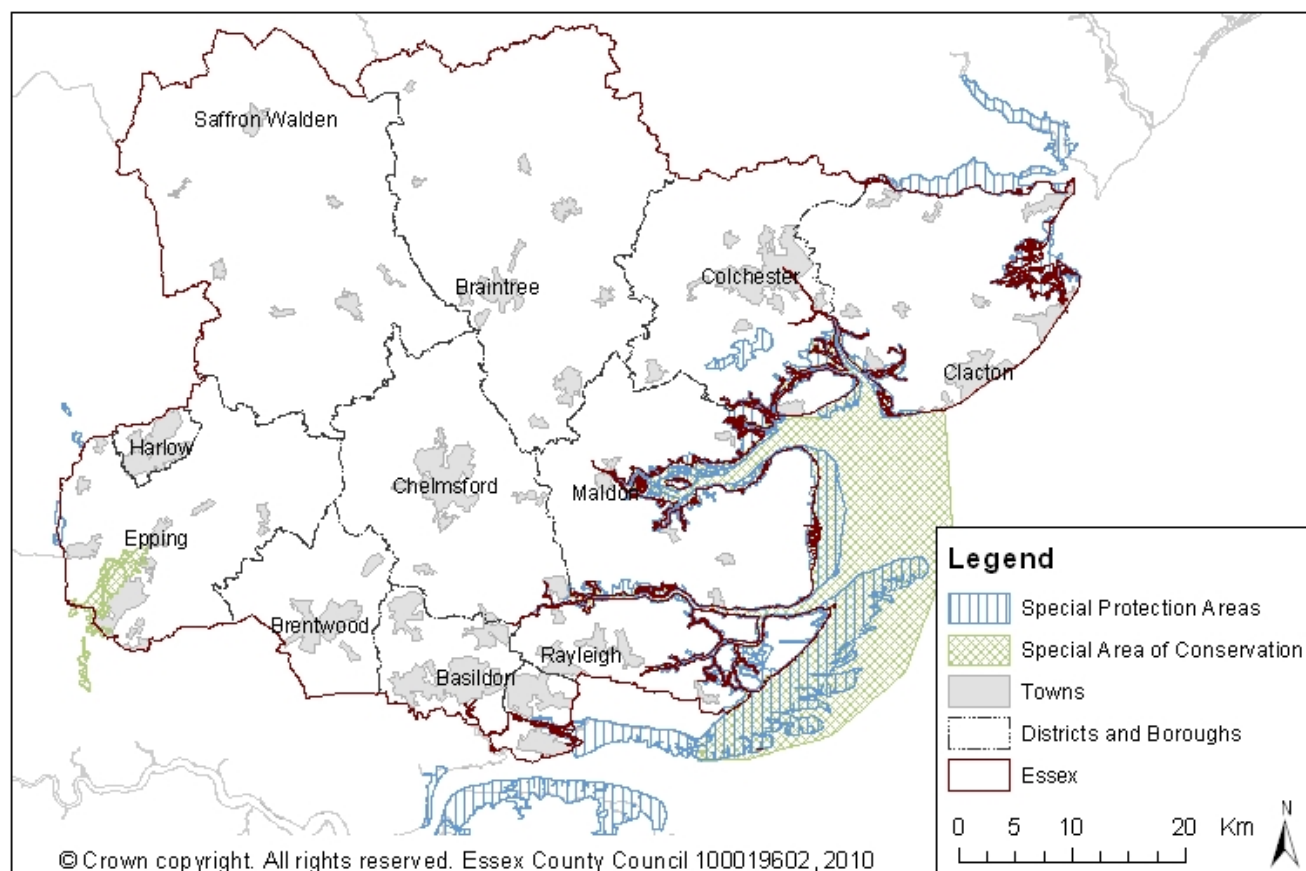 Saffron Walden
Braintree
Colchester
Clacton
Harlow
Chelmsford
Maldon
Epping
Brentwood
Rayleigh
Basildon
Legend
Special Protection Areas
Special Area of Conservation
Towns
Districts and Boroughs
Essex
0 5 10 20 Km
N
© Crown copyright. All rights reserved. Essex County Council 100019602, 2010